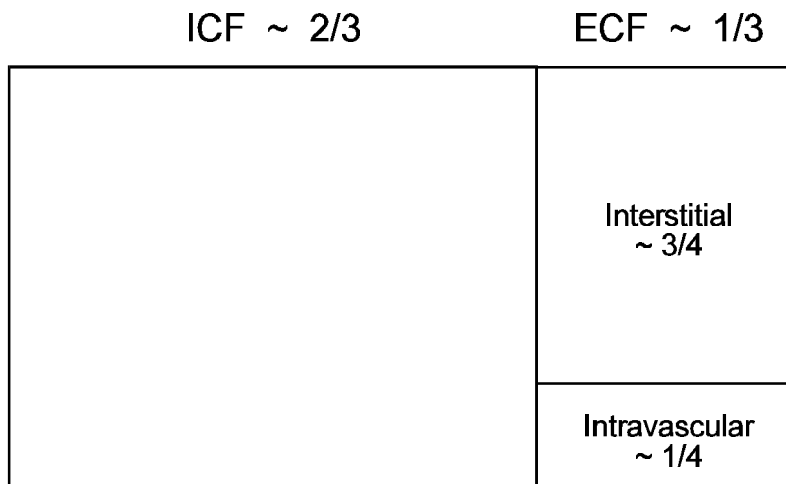 ICF ~ 2/3
ECF ~ 1/3
Interstitial
~ 3/4
Intravascular
~ 1/4